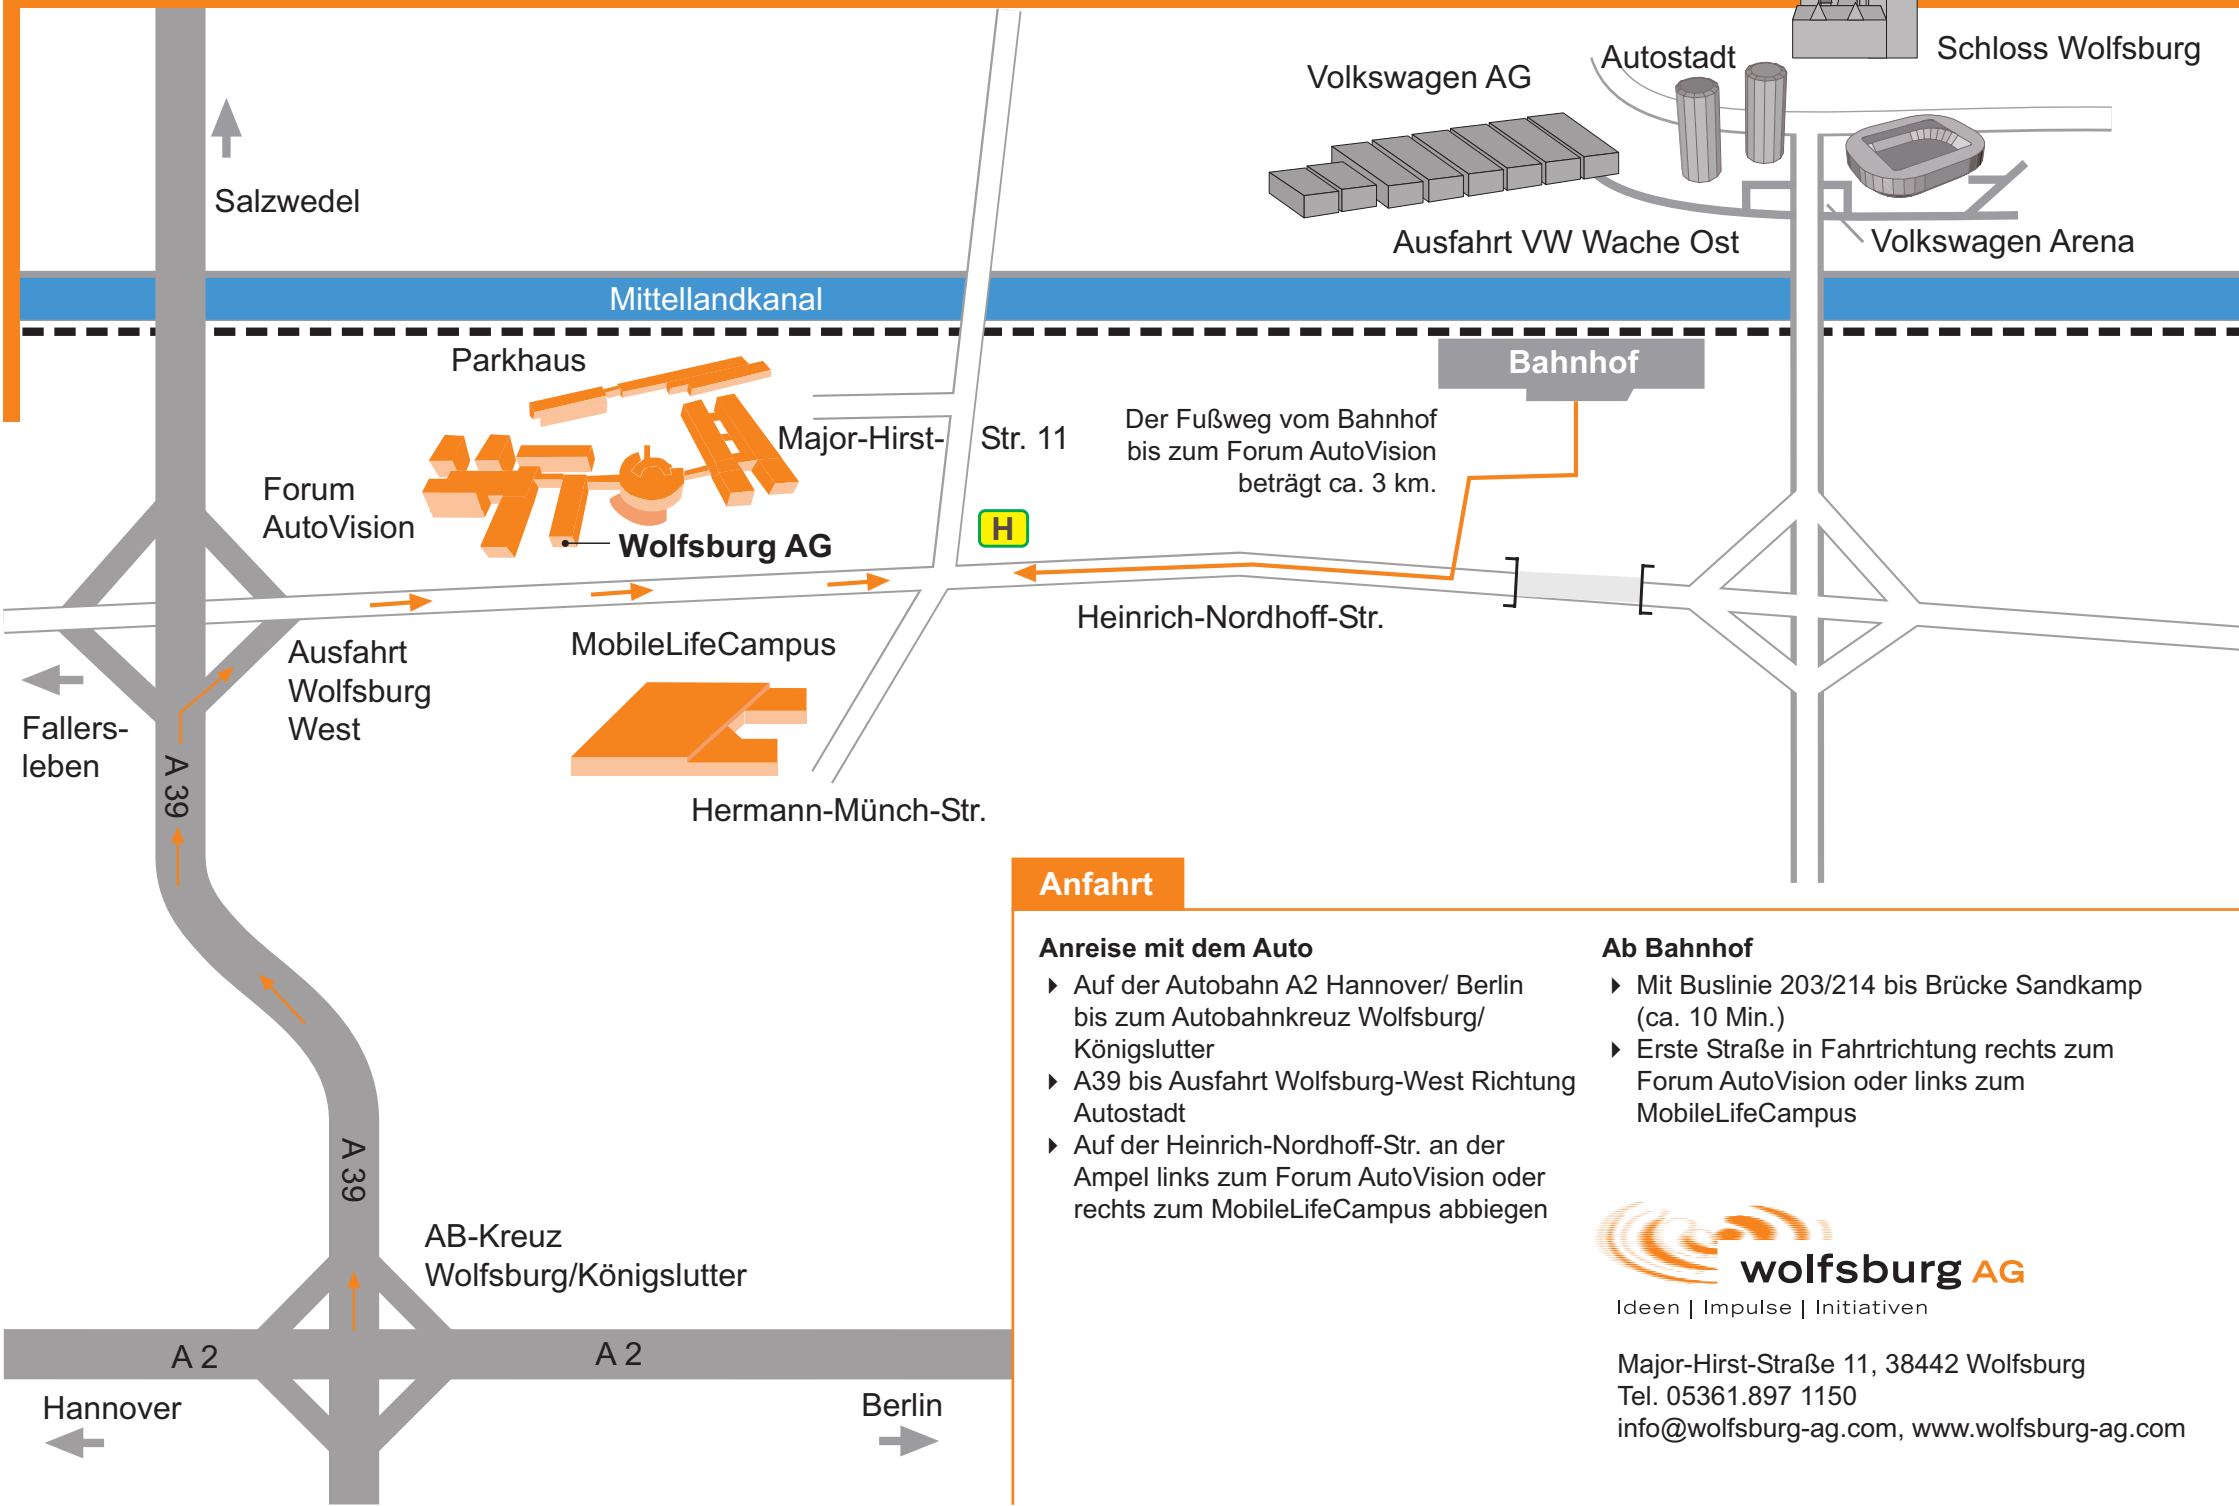 Schloss Wolfsburg
Autostadt
Volkswagen AG
Salzwedel
Ausfahrt VW Wache Ost
Volkswagen Arena
Mittellandkanal
Parkhaus
Bahnhof
Major-Hirst- Str. 11
Der Fußweg vom Bahnhof
bis zum Forum AutoVision
beträgt ca. 3 km.
Forum
AutoVision
H
Wolfsburg AG
Heinrich-Nordhoff-Str.
MobileLifeCampus
Ausfahrt
Wolfsburg
West
Fallers-
leben
A 39
Hermann-Münch-Str.
A 39
AB-Kreuz
Wolfsburg/Königslutter
A 2
A 2
Hannover
Berlin
Anfahrt
Anreise mit dem Auto
Auf der Autobahn A2 Hannover/ Berlin
bis zum Autobahnkreuz Wolfsburg/
Königslutter
A39 bis Ausfahrt Wolfsburg-West Richtung
Autostadt
Auf der Heinrich-Nordhoff-Str. an der
Ampel links zum Forum AutoVision oder
rechts zum MobileLifeCampus abbiegen
Ab Bahnhof
Mit Buslinie 203/214 bis Brücke Sandkamp
(ca. 10 Min.)
Erste Straße in Fahrtrichtung rechts zum
Forum AutoVision oder links zum
MobileLifeCampus
wolfsburg AG
Ideen | Impulse | Initiativen
Major-Hirst-Straße 11, 38442 Wolfsburg
Tel. 05361.897 1150
info@wolfsburg-ag.com, www.wolfsburg-ag.com